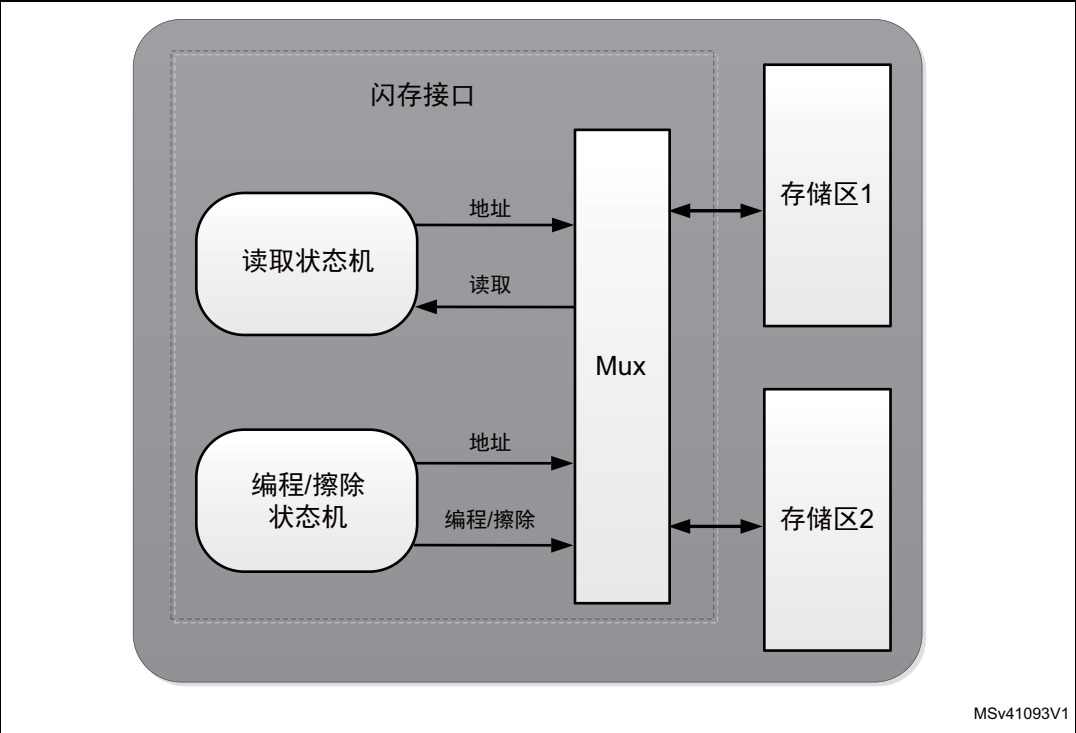 闪存接口
地址
读取状态机
读取
Mux
地址
编程/擦除
状态机
编程/擦除
存储区1
存储区2
MSv41093V1